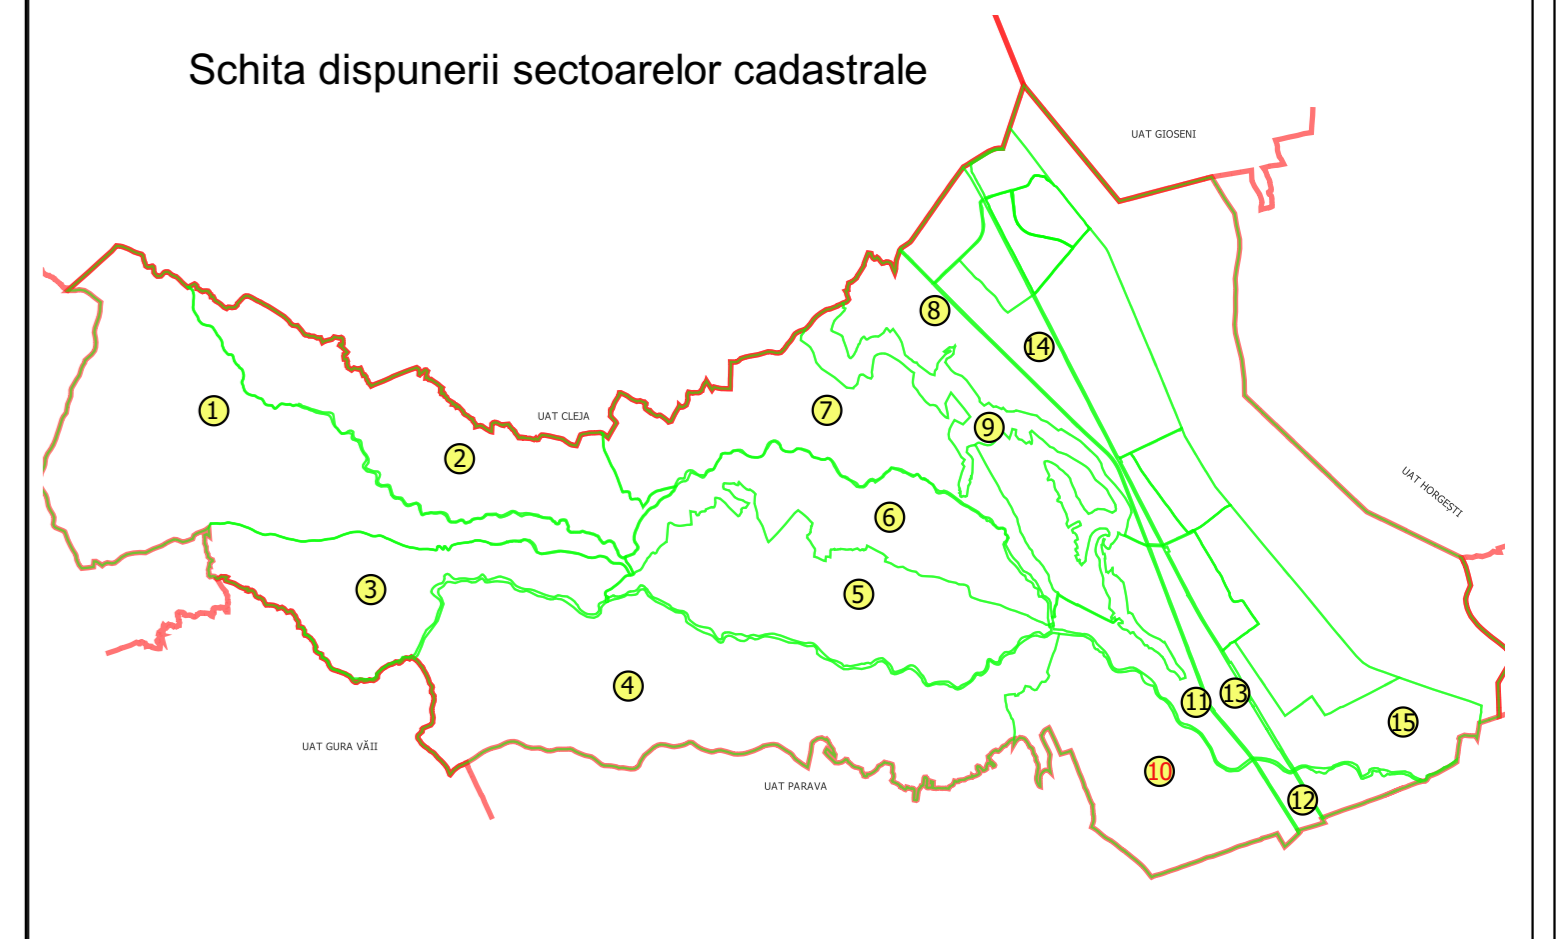 Schita dispunerii sectoarelor cadastrale
UAT GIOSENI
8
14
1
7
UAT CLEJA
9
2
UAT HORGEȘTI
6
3
5
4
13
11
15
UAT GURA VĂII
10
UAT PARAVA
12